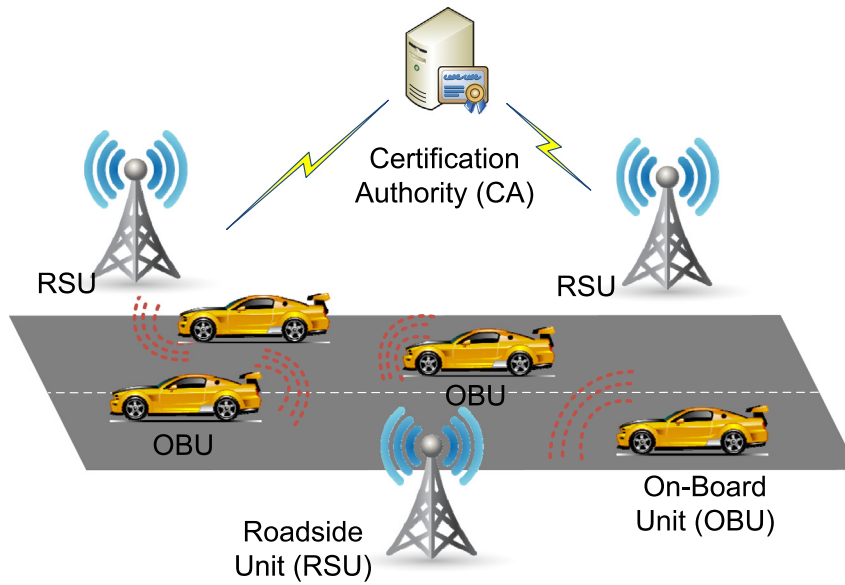 Certification
Authority (CA)
RSU
RSU
OBU
OBU
On-Board
Unit (OBU)
Roadside
Unit (RSU)